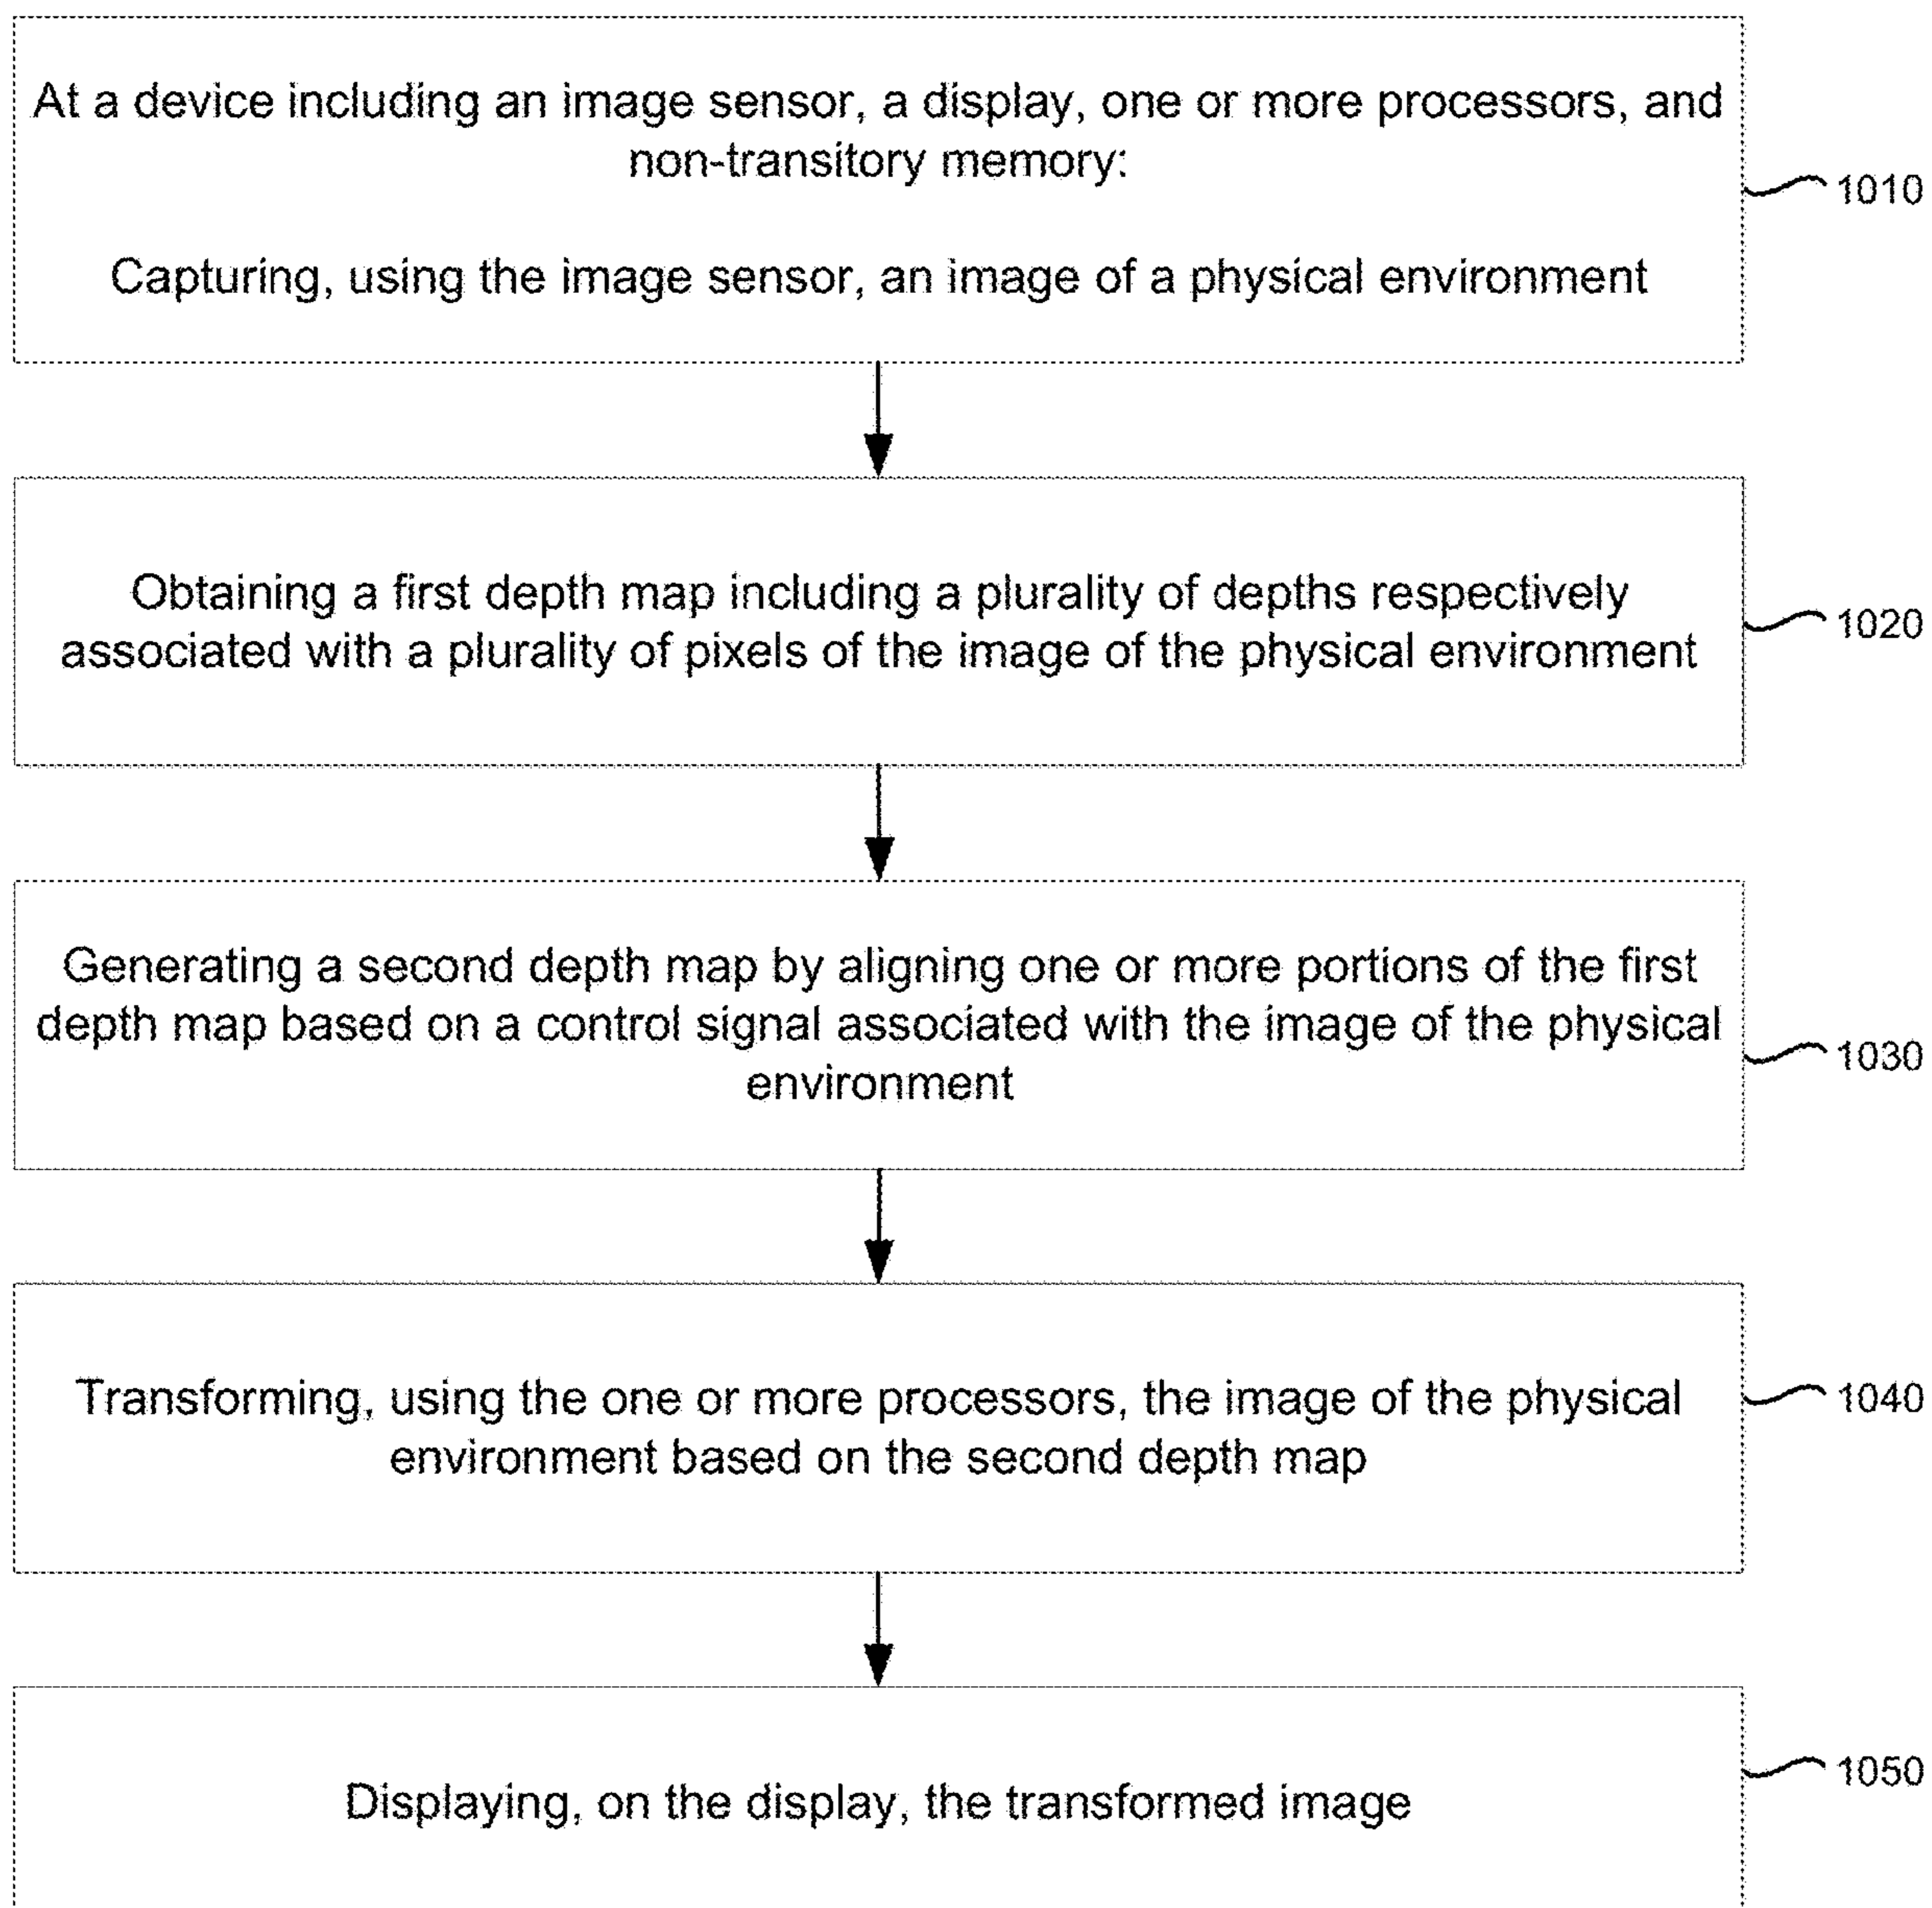 At a device including an image sensor, a display, one or more processors, and
non-transitory memory:
Capturing, using the image sensor, an image of a physical environment
1010
Obtaining a first depth map including a plurality of depths respectively
associated with a plurality of pixels of the image of the physical environment
1020
Generating a second depth map by aligning one or more portions of the first
depth map based on a control signal associated with the image of the physical
environment
1030
Transforming, using the one or more processors, the image of the physical
environment based on the second depth map
1040
Displaying, on the display, the transformed image
1050